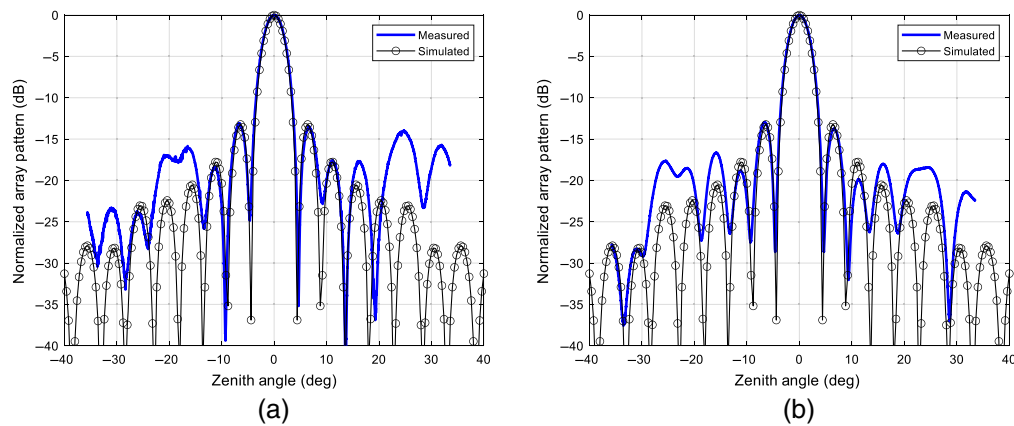 Normalized array pattern (dB)
0
−5
−10
−15
−20
−25
−30
−35
−40
−40 −30 −20 −10 0 10 20 30 40
Zenith angle (deg)
Measured
Simulated
(a)
Normalized array pattern (dB)
0
−5
−10
−15
−20
−25
−30
−35
−40
−40 −30 −20 −10 0 10 20 30 40
Zenith angle (deg)
Measured
Simulated
(b)